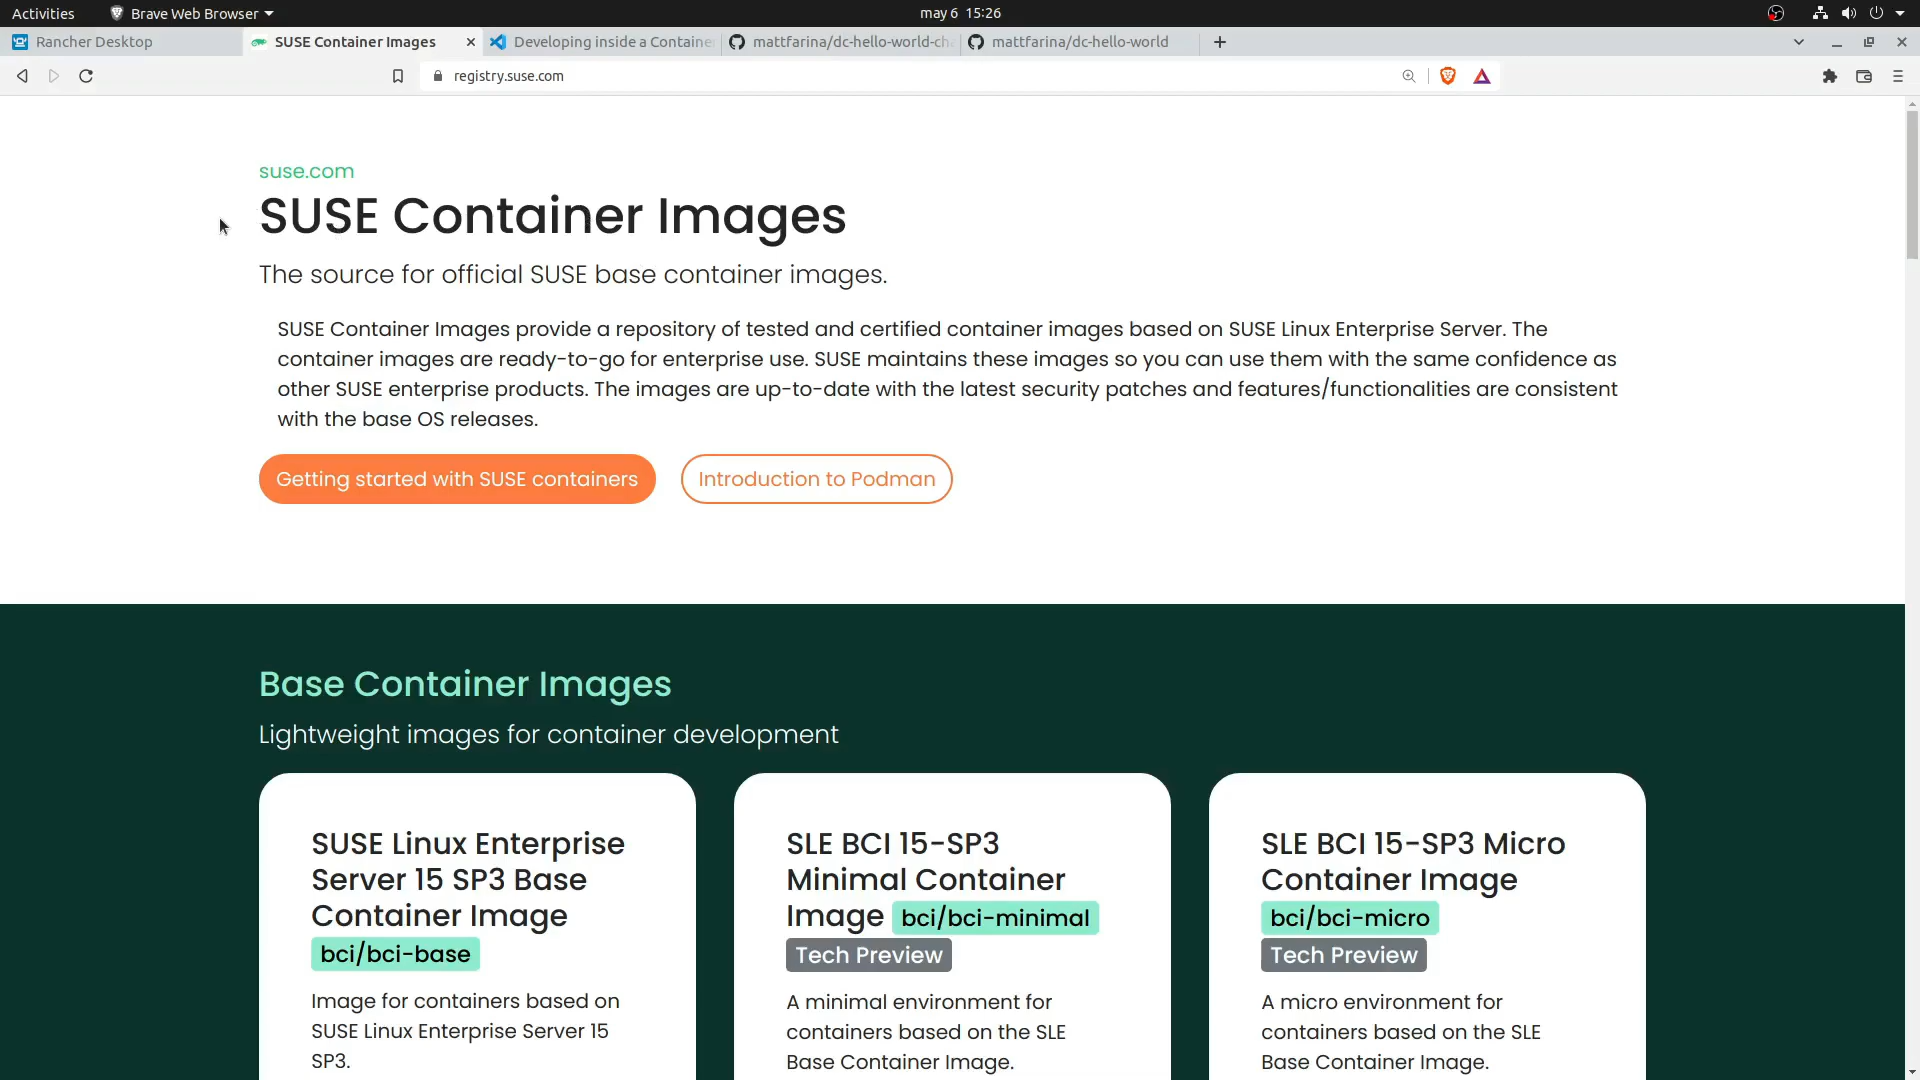 Activities
Brave Web Browser
may 6 15:26
Rancher Desktop
SUSE Container Images
Developing inside a Containe
mattfarina/dc-hello-world-cha
mattfarina/dc-hello-world
registry.suse.com
suse.com
SUSE Container Images
The source for official SUSE base container images.
SUSE Container Images provide a repository of tested and certified container images based on SUSE Linux Enterprise Server. The
container images are ready-to-go for enterprise use. SUSE maintains these images so you can use them with the same confidence as
other SUSE enterprise products. The images are up-to-date with the latest security patches and features/functionalities are consistent
with the base OS releases.
Getting started with SUSE containers
Introduction to Podman
Base Container Images
Lightweight images for container development
SUSE Linux Enterprise
Server 15 SP3 Base
Container Image
bci/bci-base
Image for containers based on
SUSE Linux Enterprise Server 15
SP3.
SLE BCI 15-SP3
Minimal Container
Image bci/bci-minimal
Tech Preview
A minimal environment for
containers based on the SLE
Base Container Image.
SLE BCI 15-SP3 Micro
Container Image
bci/bci-micro
Tech Preview
A micro environment for
containers based on the SLE
Base Container Image.